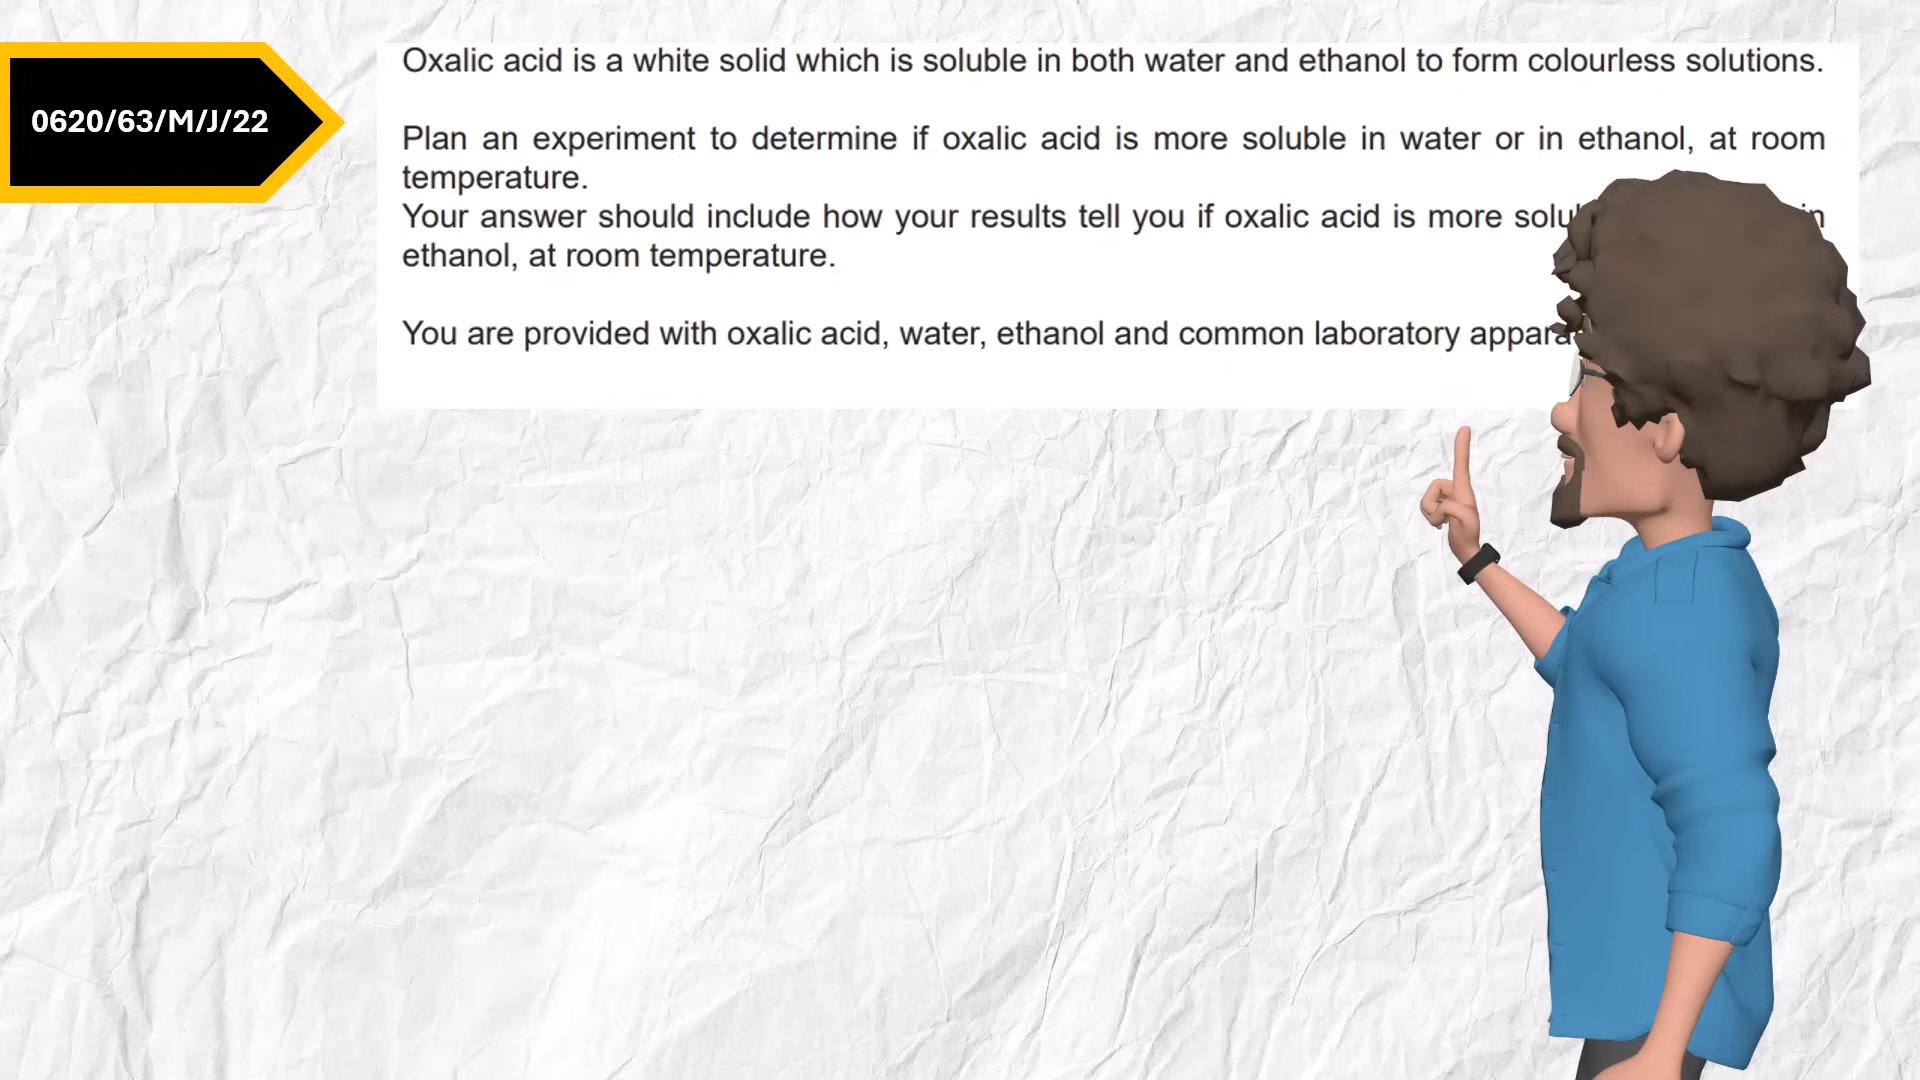 0620/63/M/J/22
Oxalic acid is a white solid which is soluble in both water and ethanol to form colourless solutions.
Plan an experiment to determine if oxalic acid is more soluble in water or in ethanol, at room
temperature.
Your answer should include how your results tell you if oxalic acid is more in
ethanol, at room temperature.
You are provided with oxalic acid, water, ethanol and common laboratory